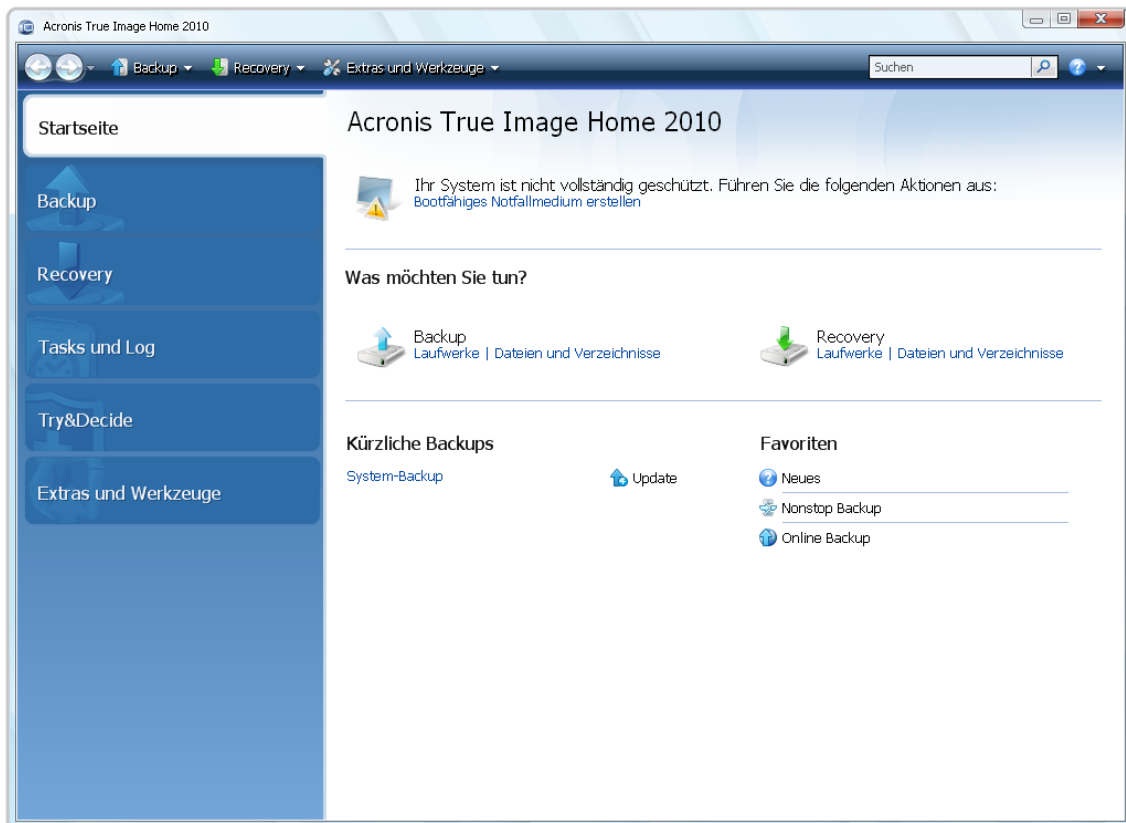 Acronis True Image Home 2010
Backup Recovery Extras und Werkzeuge Suchen
Startseite
Backup
Recovery
Tasks und Log
Try&Decide
Extras und Werkzeuge
Acronis True Image Home 2010
Ihr System ist nicht vollständig geschützt. Führen Sie die folgenden Aktionen aus:
Bootfähiges Notfallmedium erstellen
Was möchten Sie tun?
Backup
Laufwerke | Dateien und Verzeichnisse
Recovery
Laufwerke | Dateien und Verzeichnisse
Kürzliche Backups
System-Backup Update
Favoriten
Neues
Nonstop Backup
Online Backup